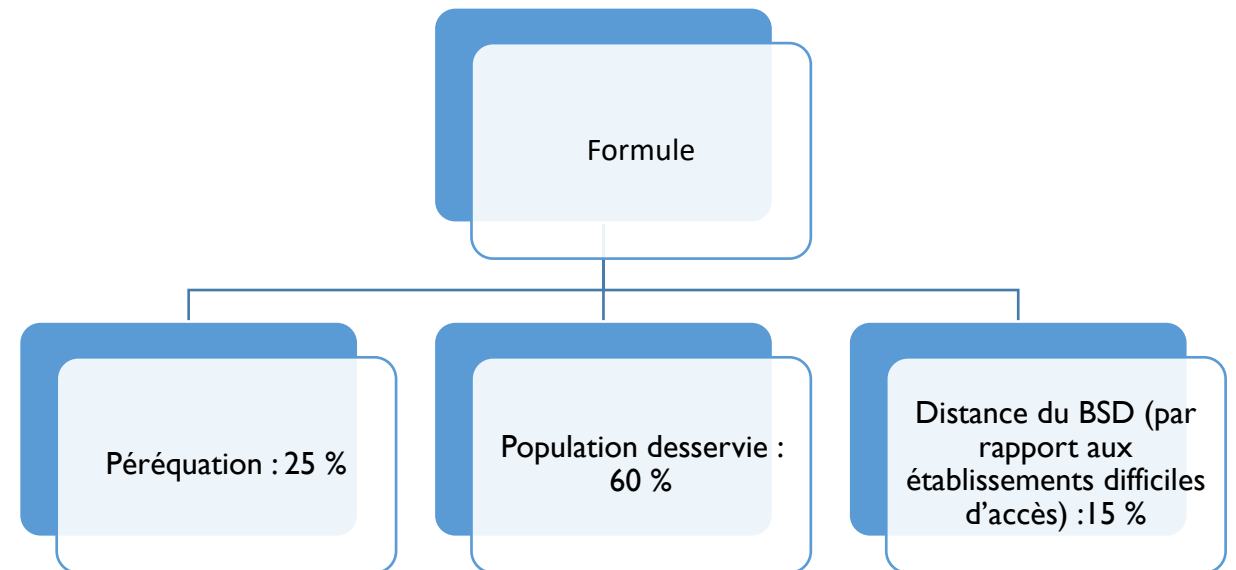 Formule
Péréquation : 25 %
Population desservie :
60 %
Distance du BSD (par
rapport aux
établissements difficiles
d’accès) :15 %